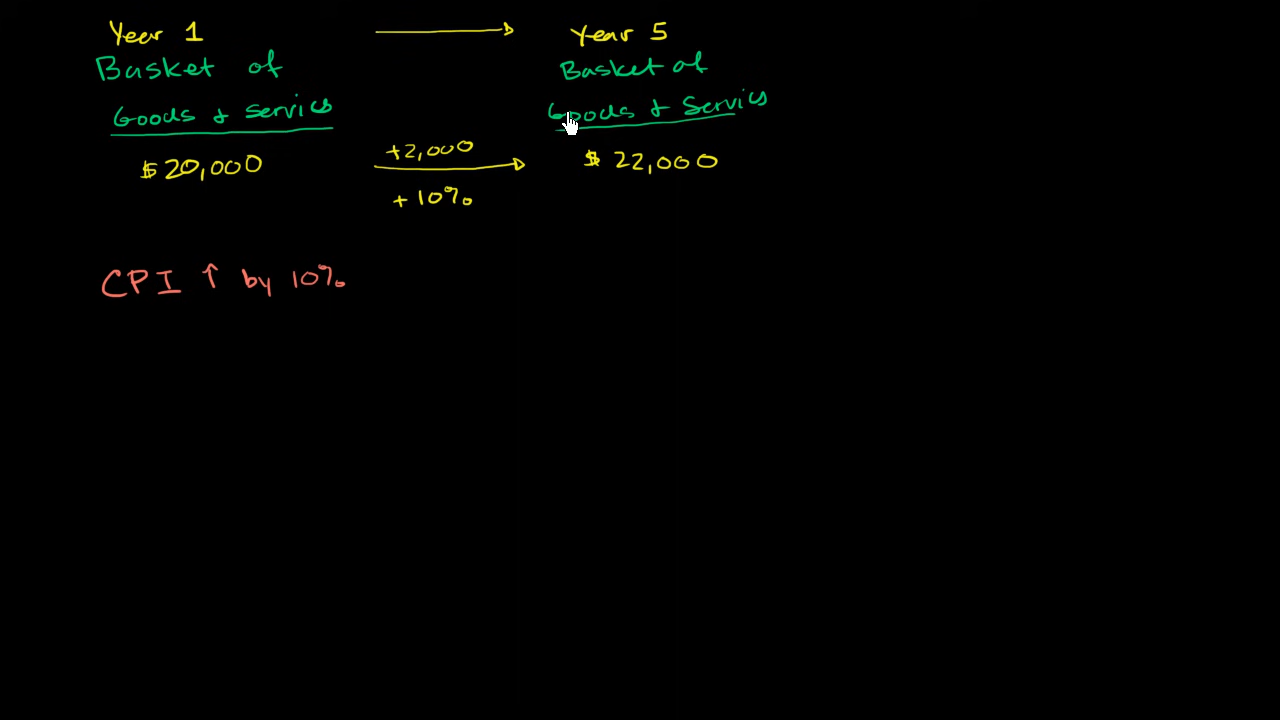 Year 1
Basket of
Goods + Services
$20,000
+2,000
+10%
Year 5
Basket of
Goods + Services
$22,000
CPI ↑ by 10%